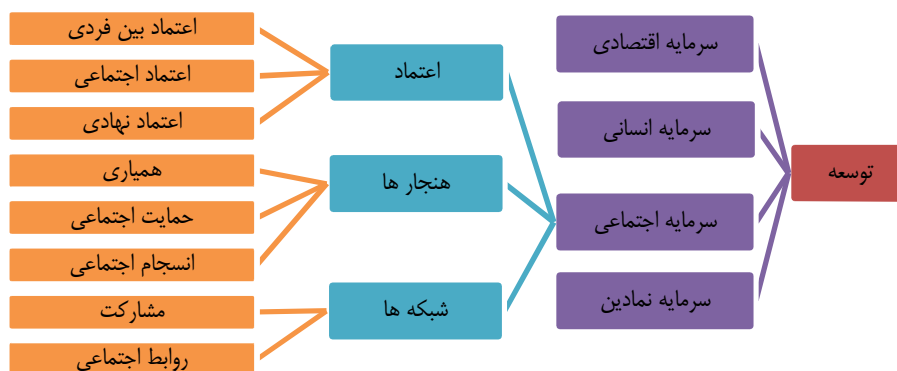 توسعه
سرمایه اقتصادی
سرمایه انسانی
سرمایه اجتماعی
سرمایه نمادین
اعتماد
هنجار ها
شبکه ها
اعتماد بین فردی
اعتماد اجتماعی
اعتماد نهادی
همیاری
حمایت اجتماعی
انسجام اجتماعی
مشارکت
روابط اجتماعی